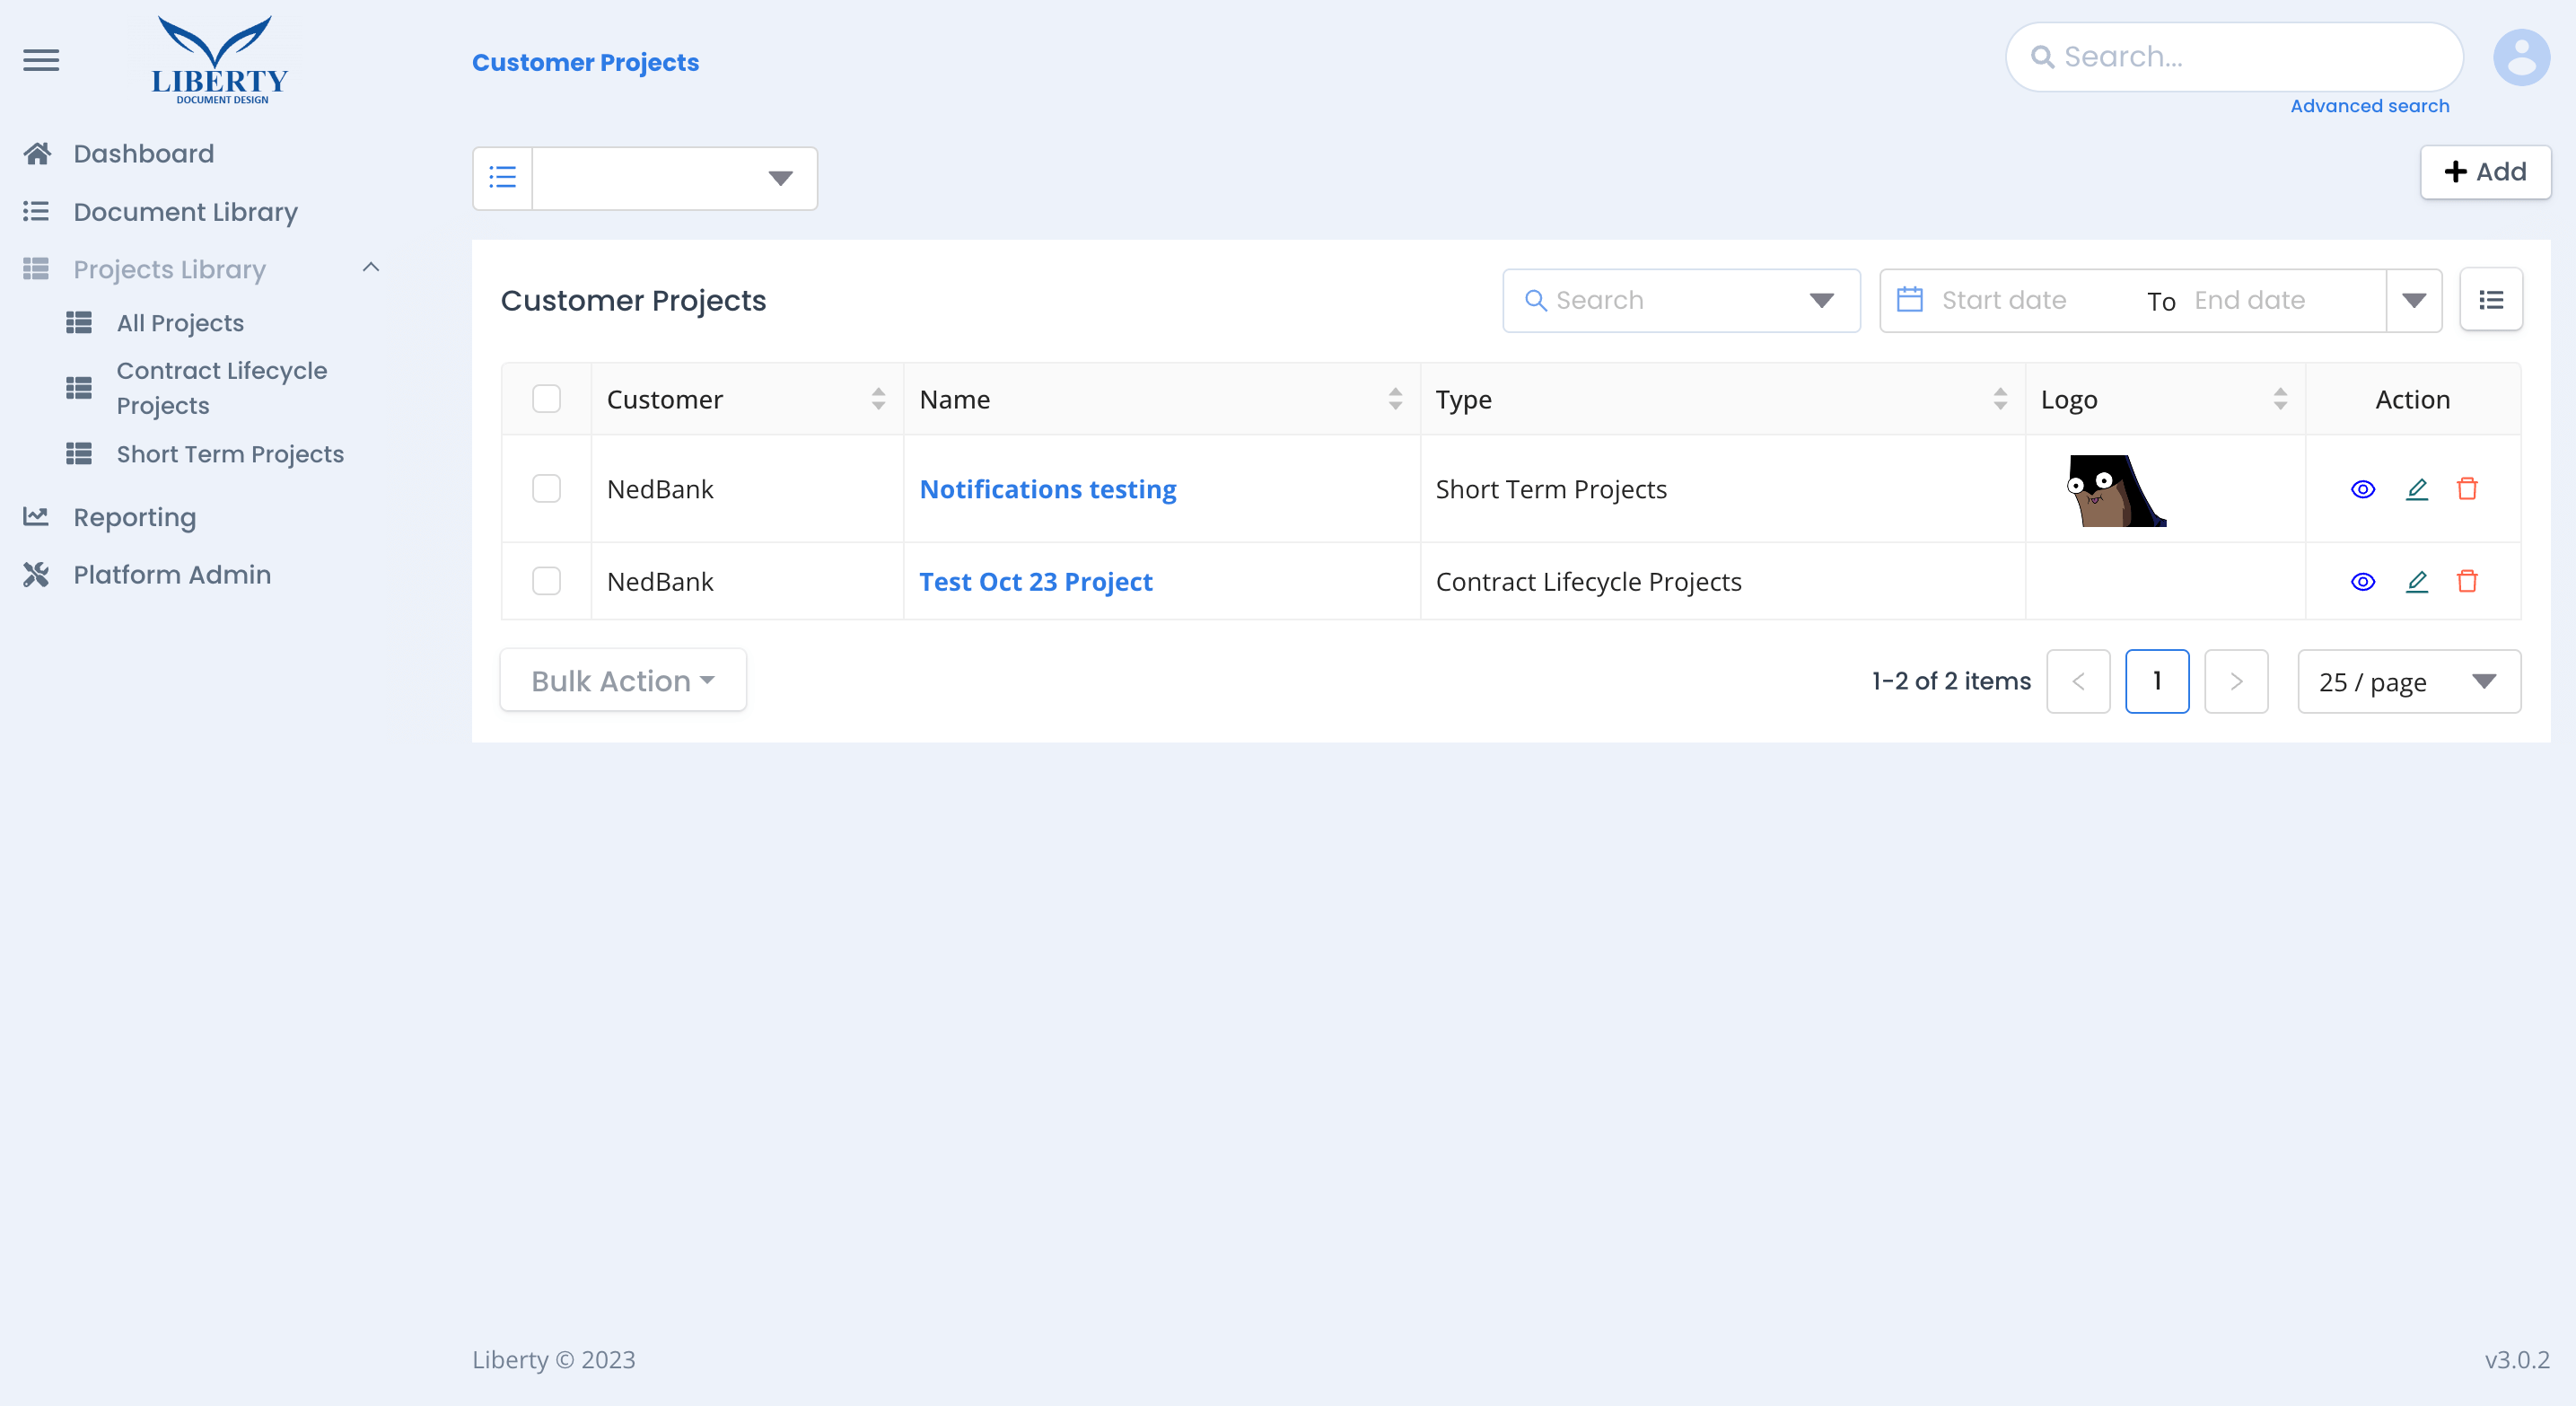 LIBERTY
DOCUMENT DESIGN
Customer Projects
Search...
Advanced search
Dashboard
Document Library
Projects Library
All Projects
Contract Lifecycle
Projects
Short Term Projects
Reporting
Platform Admin
Add
Customer Projects
Search
Start date To End date
Customer Name Type Logo Action
NedBank Notifications testing Short Term Projects
NedBank Test Oct 23 Project Contract Lifecycle Projects
Bulk Action
1-2 of 2 items < 1 > 25 / page
Liberty © 2023
v3.0.2